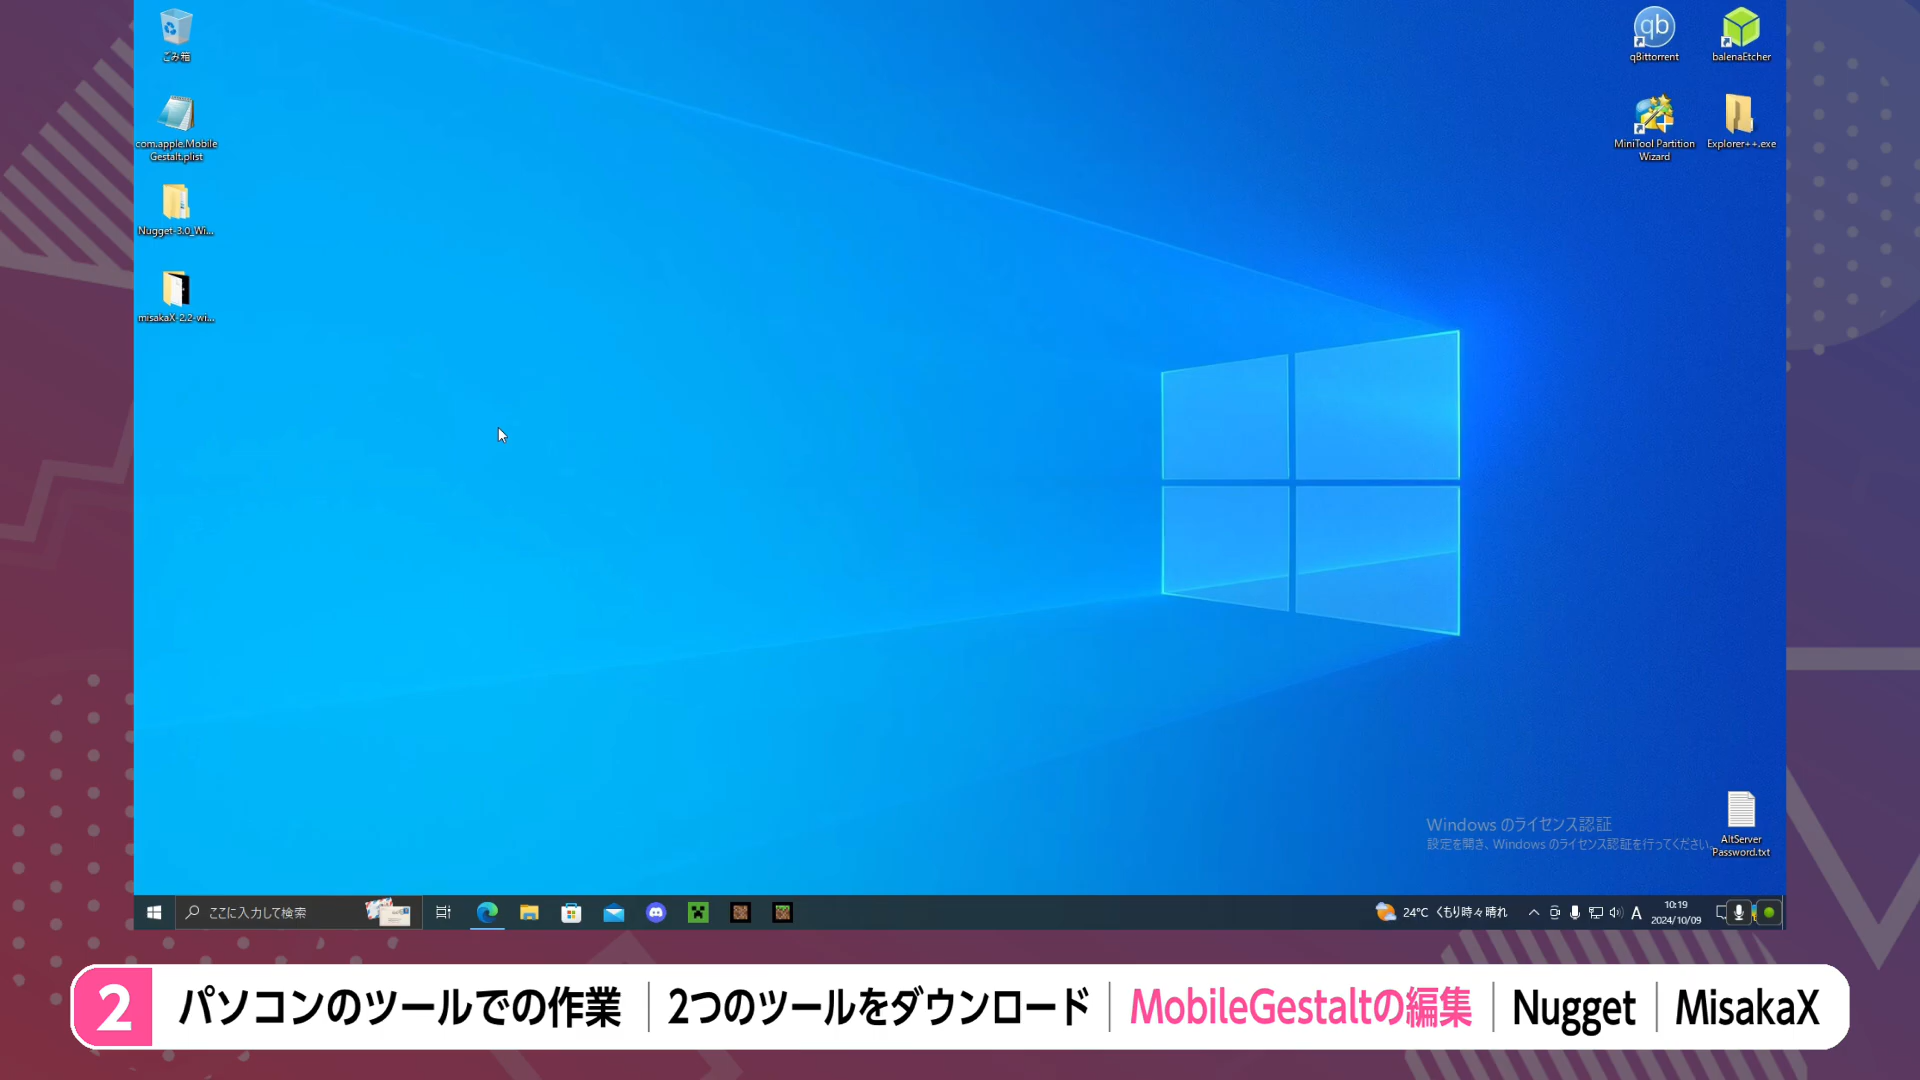 ごみ箱
com.apple.Mobile
Gestalt.plist
Nugget-3.0_Wi...
misakaX-2.2-wi...
qb
qBittorrent
balenaEtcher
MiniTool Partition
Wizard
Explorer++.exe
Windows のライセンス認証
設定を開き、Windows のライセンス認証を行ってください。
AltServer
Password.txt
ここに入力して検索
24°C くもり時々晴れ
A
10:19
2024/10/09
2 パソコンのツールでの作業 2つのツールをダウンロード MobileGestaltの編集 Nugget MisakaX